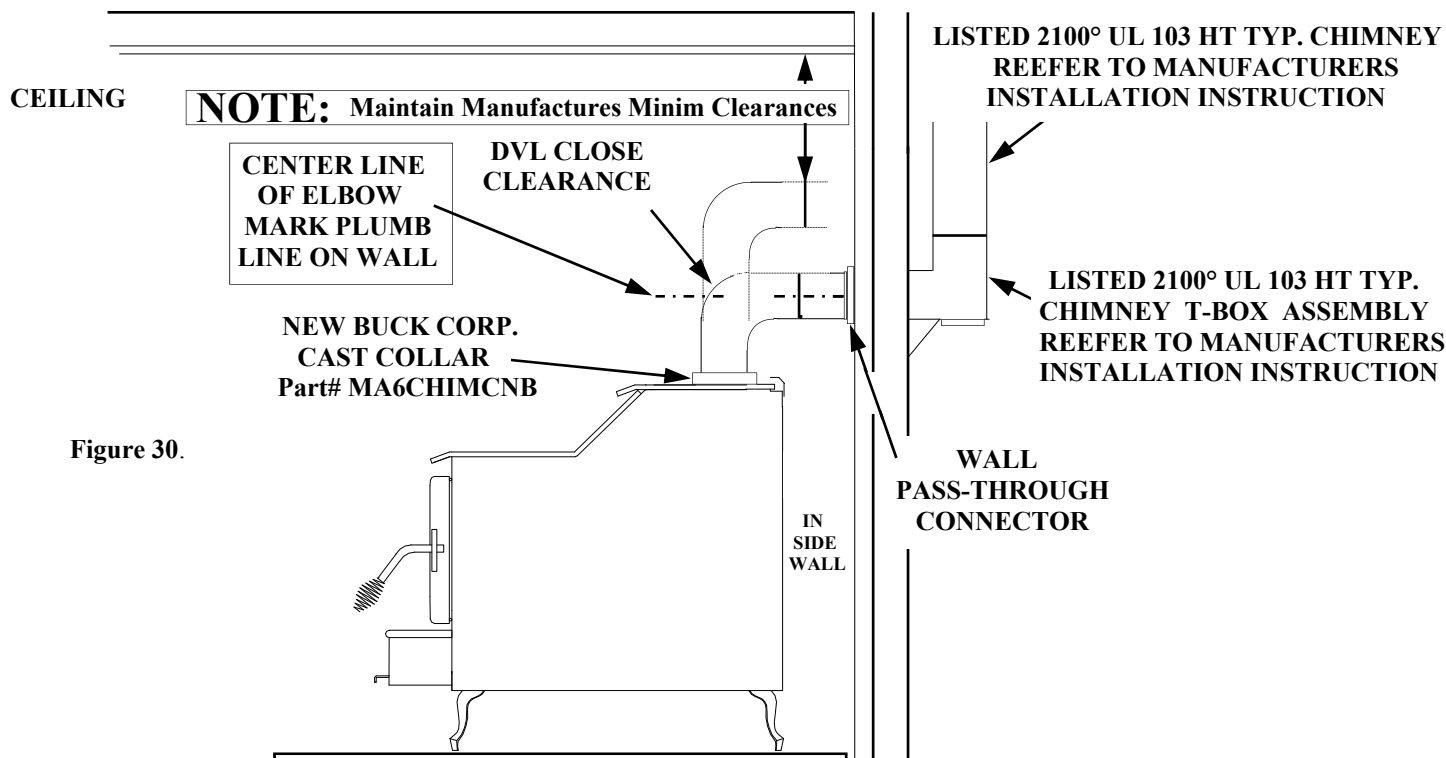 LISTED 2100° UL 103 HT TYP. CHIMNEY
REEFER TO MANUFACTURERS
INSTALLATION INSTRUCTION
CEILING
NOTE: Maintain Manufactures Minim Clearances
CENTER LINE
OF ELBOW
MARK PLUMB
LINE ON WALL
DVL CLOSE
CLEARANCE
LISTED 2100° UL 103 HT TYP.
CHIMNEY T-BOX ASSEMBLY
REEFER TO MANUFACTURERS
INSTALLATION INSTRUCTION
NEW BUCK CORP.
CAST COLLAR
Part# MA6CHIMCNB
Figure 30.
WALL
PASS-THROUGH
CONNECTOR
IN
SIDE
WALL